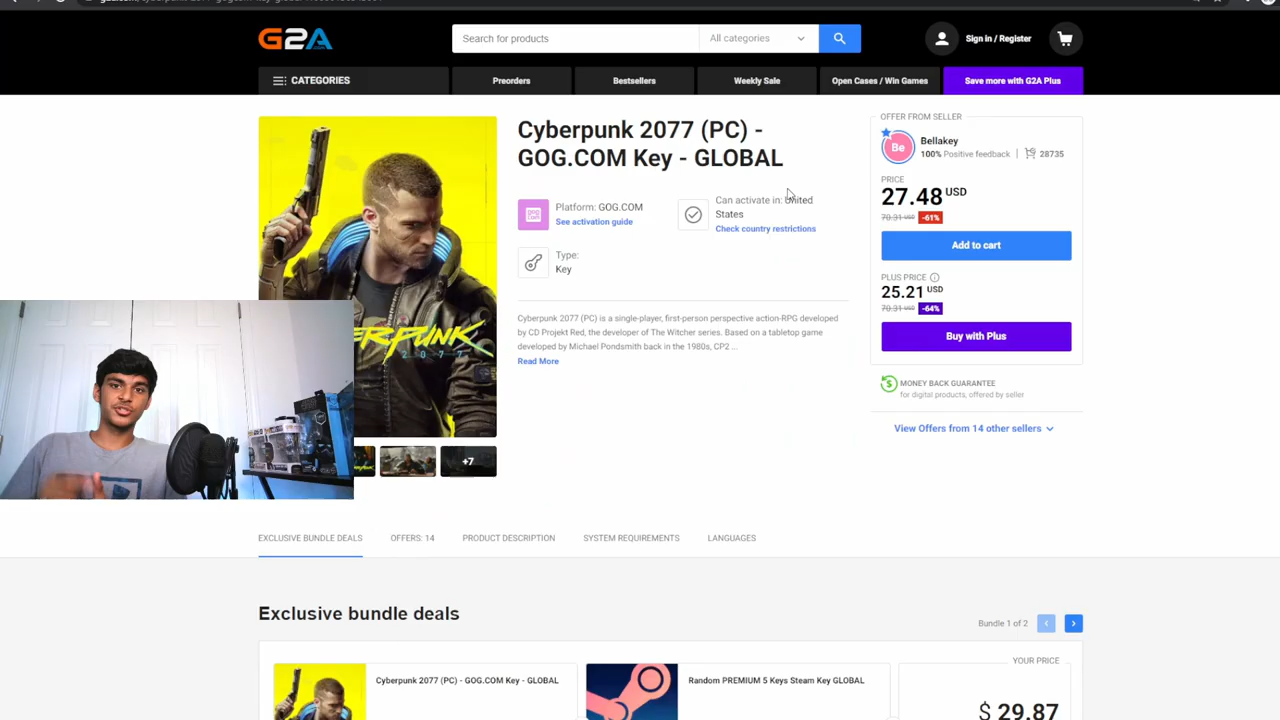 G2A
.COM
Search for products
All categories
Sign in / Register
CATEGORIES
Preorders
Bestsellers
Weekly Sale
Open Cases / Win Games
Save more with G2A Plus
Cyberpunk 2077 (PC) -
GOG.COM Key - GLOBAL
gog
com
Platform: GOG.COM
See activation guide
Can activate in: United
States
Check country restrictions
Type:
Key
Cyberpunk 2077 (PC) is a single-player, first-person perspective action-RPG developed
by CD Projekt Red, the developer of The Witcher series. Based on a tabletop game
developed by Michael Pondsmith back in the 1980s, CP2 ...
Read More
OFFER FROM SELLER
Be
Bellakey
100% Positive feedback
28735
PRICE
27.48 USD
70.31 USD -61%
Add to cart
PLUS PRICE
25.21 USD
70.31 USD -64%
Buy with Plus
MONEY BACK GUARANTEE
for digital products, offered by seller
View Offers from 14 other sellers
ERPUNK
2077
+7
EXCLUSIVE BUNDLE DEALS
OFFERS: 14
PRODUCT DESCRIPTION
SYSTEM REQUIREMENTS
LANGUAGES
Exclusive bundle deals
Bundle 1 of 2
Cyberpunk 2077 (PC) - GOG.COM Key - GLOBAL
Random PREMIUM 5 Keys Steam Key GLOBAL
YOUR PRICE
$ 29.87